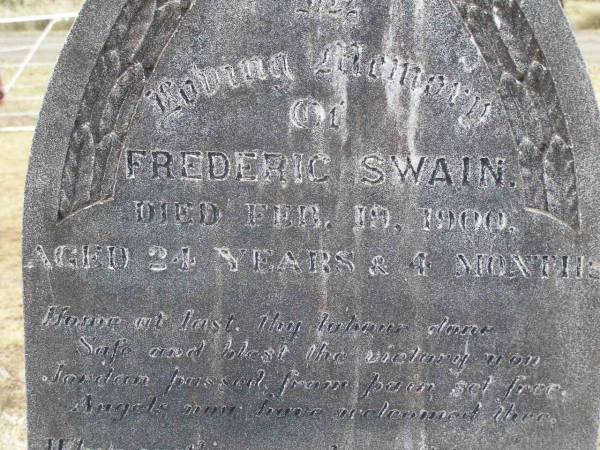 In
Loving Memory
Of
FREDERIC SWAIN.
DIED FEB. 19, 1900,
AGED 24 YEARS & 4 MONTHS
Home at last, thy labour done
Safe and blest the victory won
Jordan passed, from pain set free,
Angels now have welcomed thee.